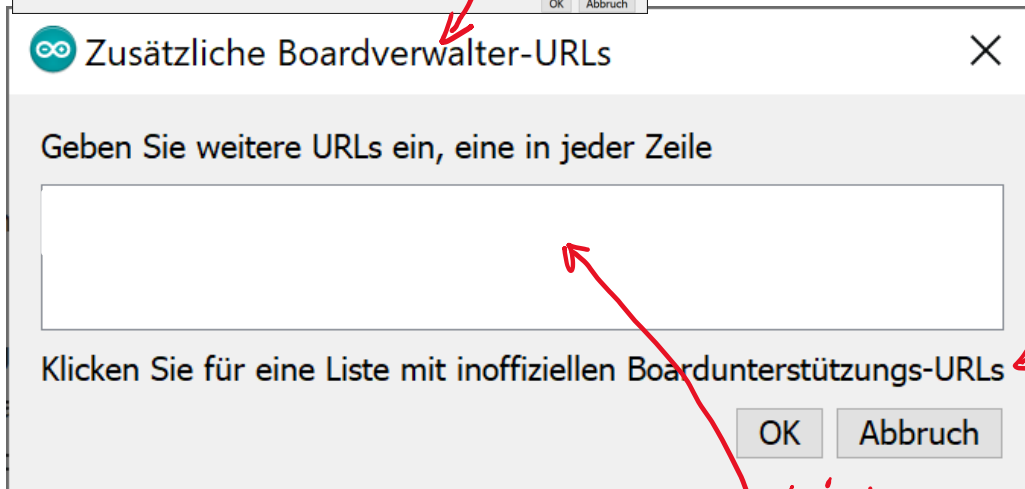 OK Abbruch
Zusätzliche Boardverwalter-URLs
Geben Sie weitere URLs ein, eine in jeder Zeile
Klicken Sie für eine Liste mit inoffiziellen Boardunterstützungs-URLs
OK Abbruch